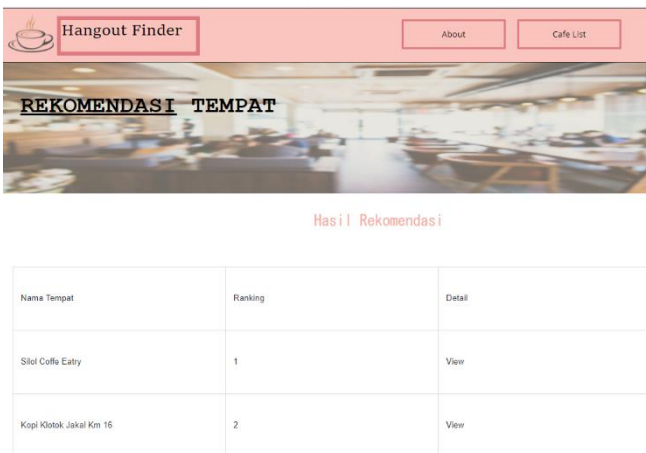 Hangout Finder
About
Cafe List
REKOMENDASI TEMPAT
Hasil Rekomendasi
Nama Tempat Ranking Detail
Silol Coffe Eatry 1 View
Kopi Klotok Jakal Km 16 2 View